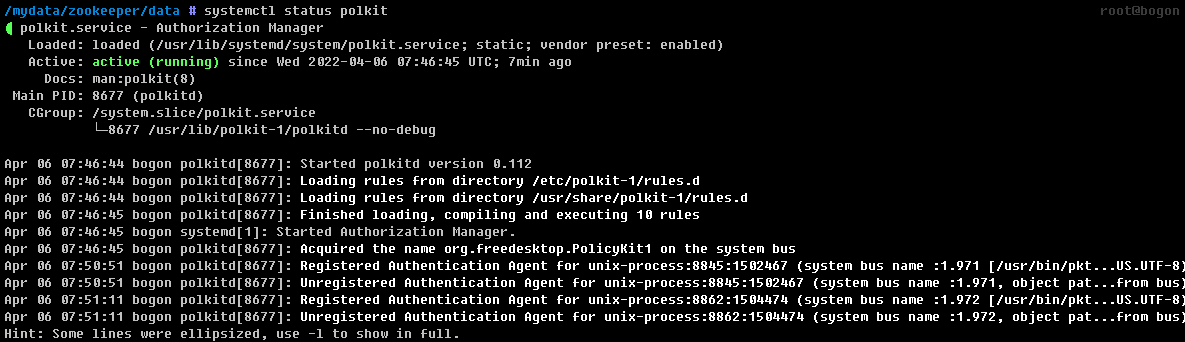 /mydata/zookeeper/data # systemctl status polkit root@bogon
polkit.service - Authorization Manager
Loaded: loaded (/usr/lib/systemd/system/polkit.service; static; vendor preset: enabled)
Active: active (running) since Wed 2022-04-06 07:46:45 UTC; 7min ago
Docs: man:polkit(8)
Main PID: 8677 (polkitd)
CGroup: /system.slice/polkit.service
└─8677 /usr/lib/polkit-1/polkitd --no-debug
Apr 06 07:46:44 bogon polkitd[8677]: Started polkitd version 0.112
Apr 06 07:46:44 bogon polkitd[8677]: Loading rules from directory /etc/polkit-1/rules.d
Apr 06 07:46:44 bogon polkitd[8677]: Loading rules from directory /usr/share/polkit-1/rules.d
Apr 06 07:46:45 bogon polkitd[8677]: Finished loading, compiling and executing 10 rules
Apr 06 07:46:45 bogon systemd[1]: Started Authorization Manager.
Apr 06 07:46:45 bogon polkitd[8677]: Acquired the name org.freedesktop.PolicyKit1 on the system bus
Apr 06 07:50:51 bogon polkitd[8677]: Registered Authentication Agent for unix-process:8845:1502467 (system bus name :1.971 [/usr/bin/pkt...US.UTF-8)
Apr 06 07:50:51 bogon polkitd[8677]: Unregistered Authentication Agent for unix-process:8845:1502467 (system bus name :1.971, object pat...from bus)
Apr 06 07:51:11 bogon polkitd[8677]: Registered Authentication Agent for unix-process:8862:1504474 (system bus name :1.972 [/usr/bin/pkt...US.UTF-8)
Apr 06 07:51:11 bogon polkitd[8677]: Unregistered Authentication Agent for unix-process:8862:1504474 (system bus name :1.972, object pat...from bus)
Hint: Some lines were ellipsized, use -l to show in full.